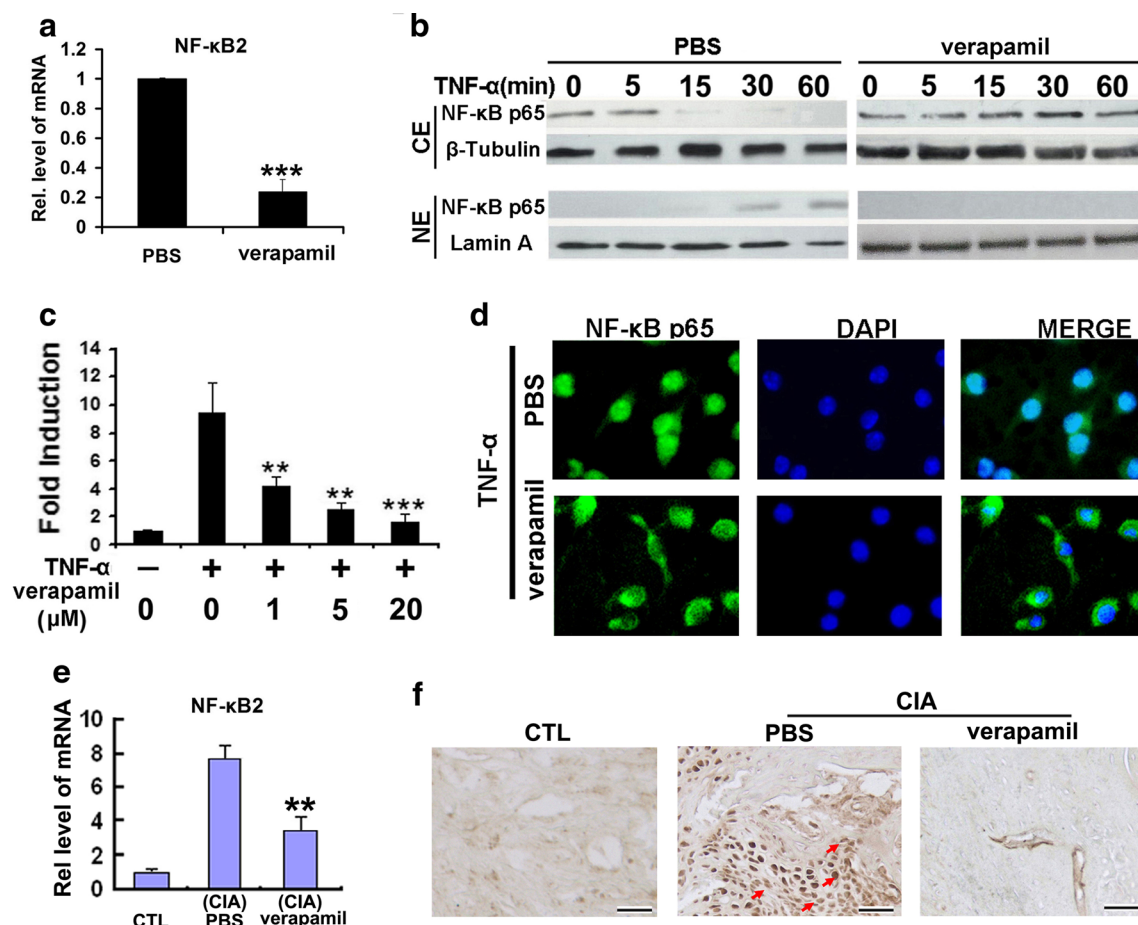 a
NF-κB2
Rel. level of mRNA
1.2
1
0.8
0.6
0.4
0.2
0
***
PBS verapamil
b
PBS verapamil
TNF-α(min) 0 5 15 30 60 0 5 15 30 60
CE
NF-κB p65
β-Tubulin
NE
NF-κB p65
Lamin A
c
Fold Induction
14
12
10
8
6
4
2
0
** ** ***
TNF-α − + + + +
verapamil
(μM) 0 0 1 5 20
d
NF-κB p65 DAPI MERGE
TNF-α
PBS
verapamil
e
NF-κB2
Rel level of mRNA
10
8
6
4
2
0
**
(CIA) (CIA)
CTL PBS verapamil
f
CIA
CTL PBS verapamil